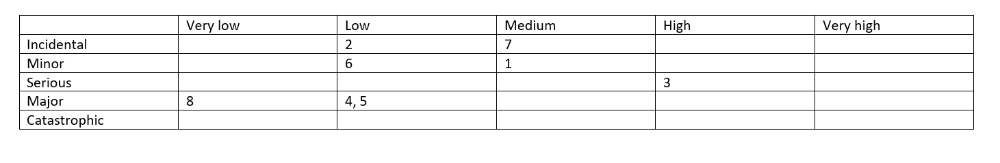 Very low Low Medium High Very high
Incidental 2 7
Minor 6 1
Serious 3
Major 8 4, 5
Catastrophic